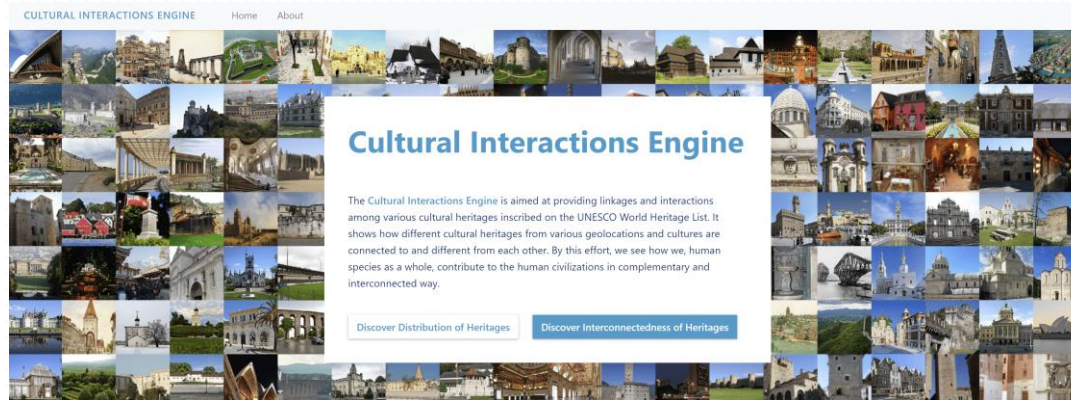 CULTURAL INTERACTIONS ENGINE Home About
Cultural Interactions Engine
The Cultural Interactions Engine is aimed at providing linkages and interactions
among various cultural heritages inscribed on the UNESCO World Heritage List. It
shows how different cultural heritages from various geolocations and cultures are
connected to and different from each other. By this effort, we see how we, human
species as a whole, contribute to the human civilizations in complementary and
interconnected way.
Discover Distribution of Heritages Discover Interconnectedness of Heritages